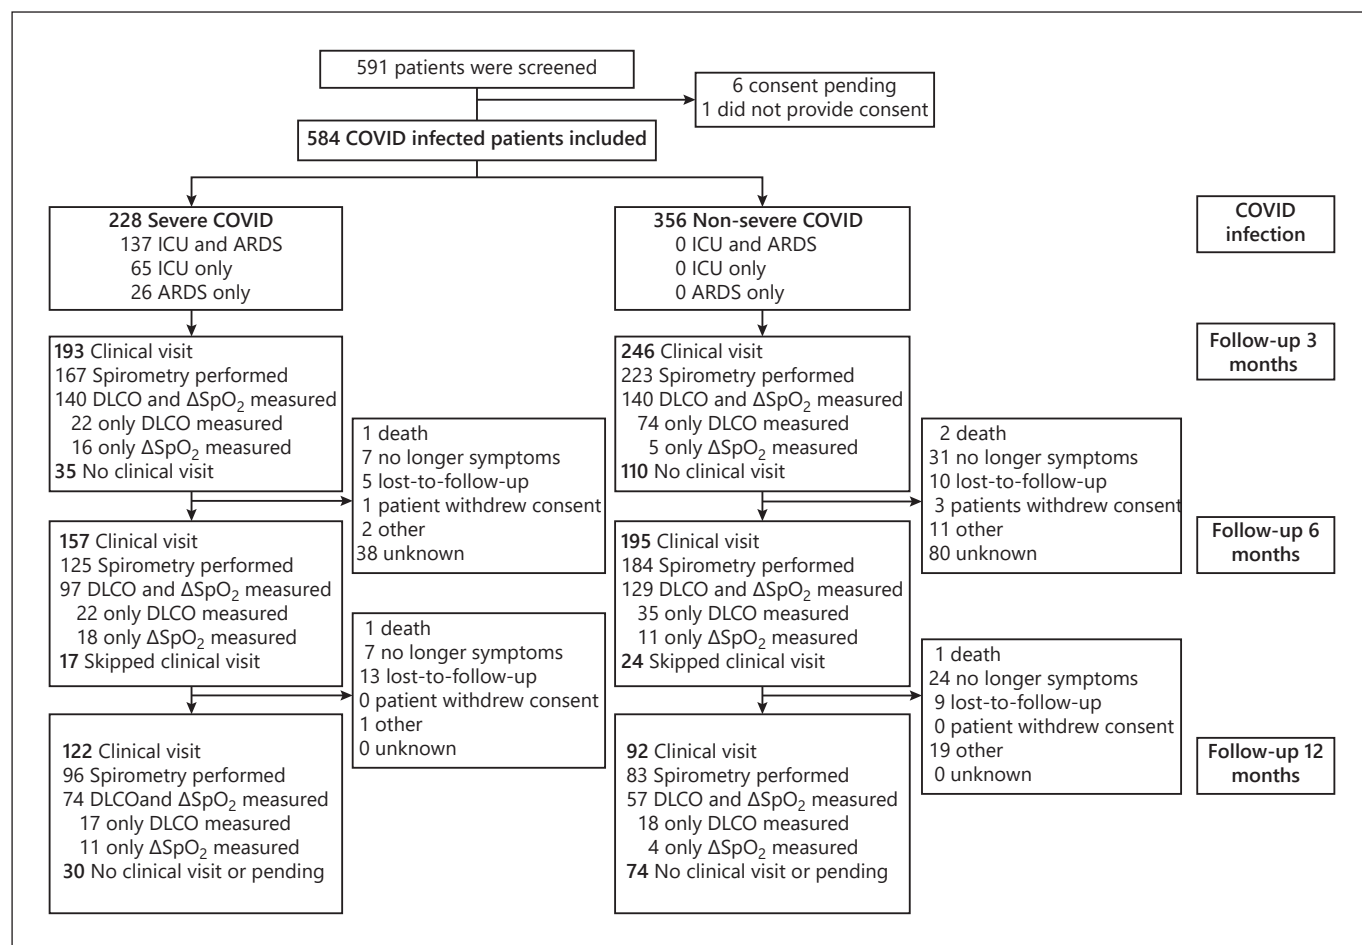 591 patients were screened
6 consent pending
1 did not provide consent
584 COVID infected patients included
228 Severe COVID
137 ICU and ARDS
65 ICU only
26 ARDS only
356 Non-severe COVID
0 ICU and ARDS
0 ICU only
0 ARDS only
COVID
infection
193 Clinical visit
167 Spirometry performed
140 DLCO and ΔSpO₂ measured
22 only DLCO measured
16 only ΔSpO₂ measured
35 No clinical visit
246 Clinical visit
223 Spirometry performed
140 DLCO and ΔSpO₂ measured
74 only DLCO measured
5 only ΔSpO₂ measured
110 No clinical visit
Follow-up 3
months
1 death
7 no longer symptoms
5 lost-to-follow-up
1 patient withdrew consent
2 other
38 unknown
2 death
31 no longer symptoms
10 lost-to-follow-up
3 patients withdrew consent
11 other
80 unknown
157 Clinical visit
125 Spirometry performed
97 DLCO and ΔSpO₂ measured
22 only DLCO measured
18 only ΔSpO₂ measured
17 Skipped clinical visit
195 Clinical visit
184 Spirometry performed
129 DLCO and ΔSpO₂ measured
35 only DLCO measured
11 only ΔSpO₂ measured
24 Skipped clinical visit
Follow-up 6
months
1 death
7 no longer symptoms
13 lost-to-follow-up
0 patient withdrew consent
1 other
0 unknown
1 death
24 no longer symptoms
9 lost-to-follow-up
0 patient withdrew consent
19 other
0 unknown
122 Clinical visit
96 Spirometry performed
74 DLCOand ΔSpO₂ measured
17 only DLCO measured
11 only ΔSpO₂ measured
30 No clinical visit or pending
92 Clinical visit
83 Spirometry performed
57 DLCO and ΔSpO₂ measured
18 only DLCO measured
4 only ΔSpO₂ measured
74 No clinical visit or pending
Follow-up 12
months